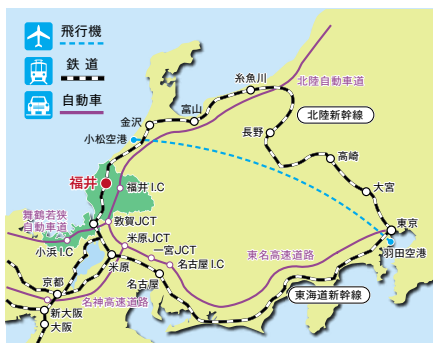 飛行機
鉄道
自動車
糸魚川
北陸自動車道
富山
金沢
小松空港
北陸新幹線
長野
高崎
大宮
福井
福井I.C
舞鶴若狭
自動車道
敦賀JCT
小浜I.C
米原JCT
一宮JCT
名古屋I.C
東京
羽田空港
東名高速道路
京都
米原
名古屋
名神高速道路
東海道新幹線
新大阪
大阪